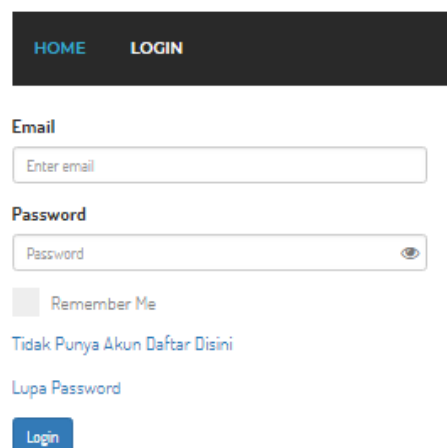 HOME LOGIN
Email
Enter email
Password
Password
Remember Me
Tidak Punya Akun Daftar Disini
Lupa Password
Login